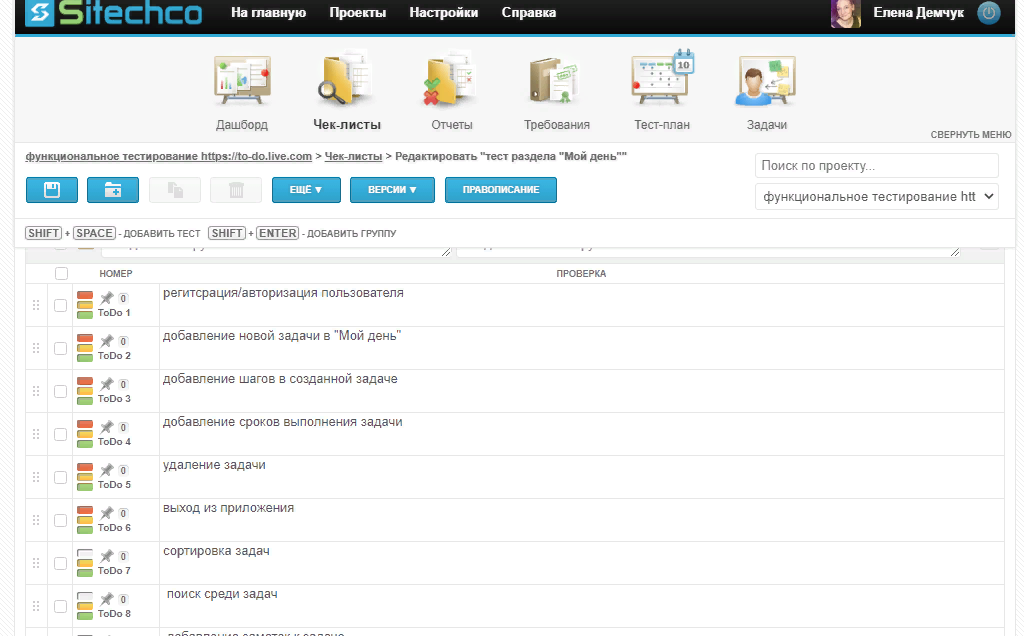 Sitechco На главную Проекты Настройки Справка Елена Демчук
10
Дашборд Чек-листы Отчеты Требования Тест-план Задачи
СВЕРНУТЬ МЕНЮ
функциональное тестирование https://to-do.live.com > Чек-листы > Редактировать "тест раздела "Мой день""
Поиск по проекту...
ЕЩЁ ▼ ВЕРСИИ ▼ ПРАВОПИСАНИЕ
функциональное тестирование htt
SHIFT + SPACE - ДОБАВИТЬ ТЕСТ SHIFT + ENTER - ДОБАВИТЬ ГРУППУ
НОМЕР ПРОВЕРКА
регитсрация/авторизация пользователя
0
ToDo 1
добавление новой задачи в "Мой день"
0
ToDo 2
добавление шагов в созданной задаче
0
ToDo 3
добавление сроков выполнения задачи
0
ToDo 4
удаление задачи
0
ToDo 5
выход из приложения
0
ToDo 6
сортировка задач
0
ToDo 7
поиск среди задач
0
ToDo 8
добавление заметок к задаче